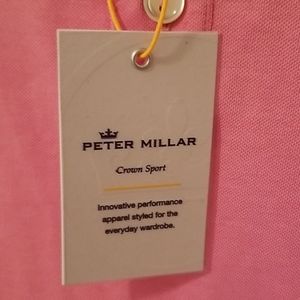 PETER MILLAR
Crown Sport
Innovative performance
apparel styled for the
everyday wardrobe.